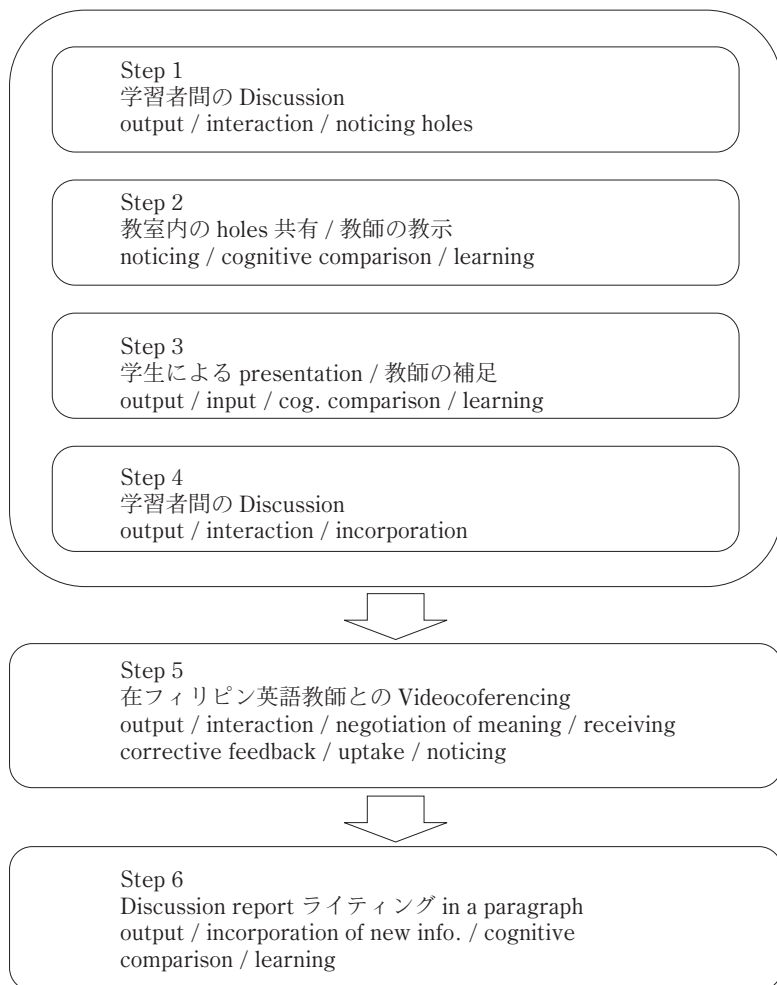 Step 1
学習者間の Discussion
output / interaction / noticing holes
Step 2
教室内の holes 共有 / 教師の教示
noticing / cognitive comparison / learning
Step 3
学生による presentation / 教師の補足
output / input / cog. comparison / learning
Step 4
学習者間の Discussion
output / interaction / incorporation
Step 5
在フィリピン英語教師との Videocoferencing
output / interaction / negotiation of meaning / receiving
corrective feedback / uptake / noticing
Step 6
Discussion report ライティング in a paragraph
output / incorporation of new info. / cognitive
comparison / learning